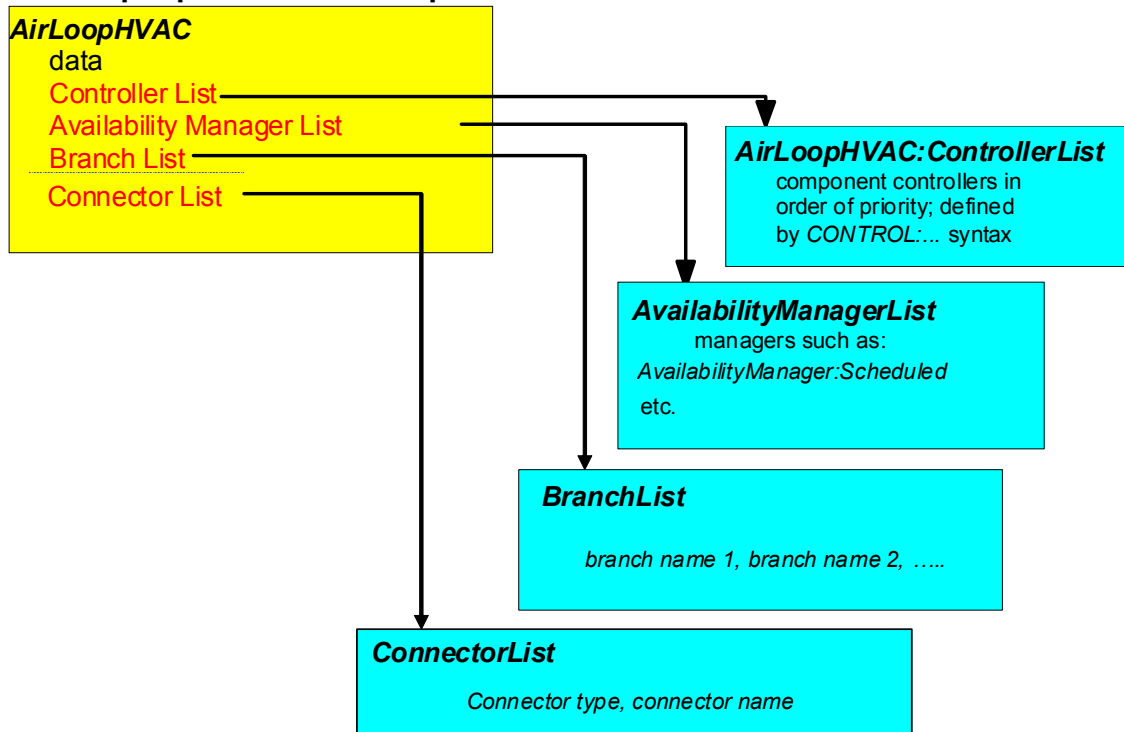 AirLoopHVAC
data
Controller List
Availability Manager List
Branch List
Connector List
AirLoopHVAC:ControllerList
component controllers in
order of priority; defined
by CONTROL:... syntax
AvailabilityManagerList
managers such as:
AvailabilityManager:Scheduled
etc.
BranchList
branch name 1, branch name 2, …..
ConnectorList
Connector type, connector name